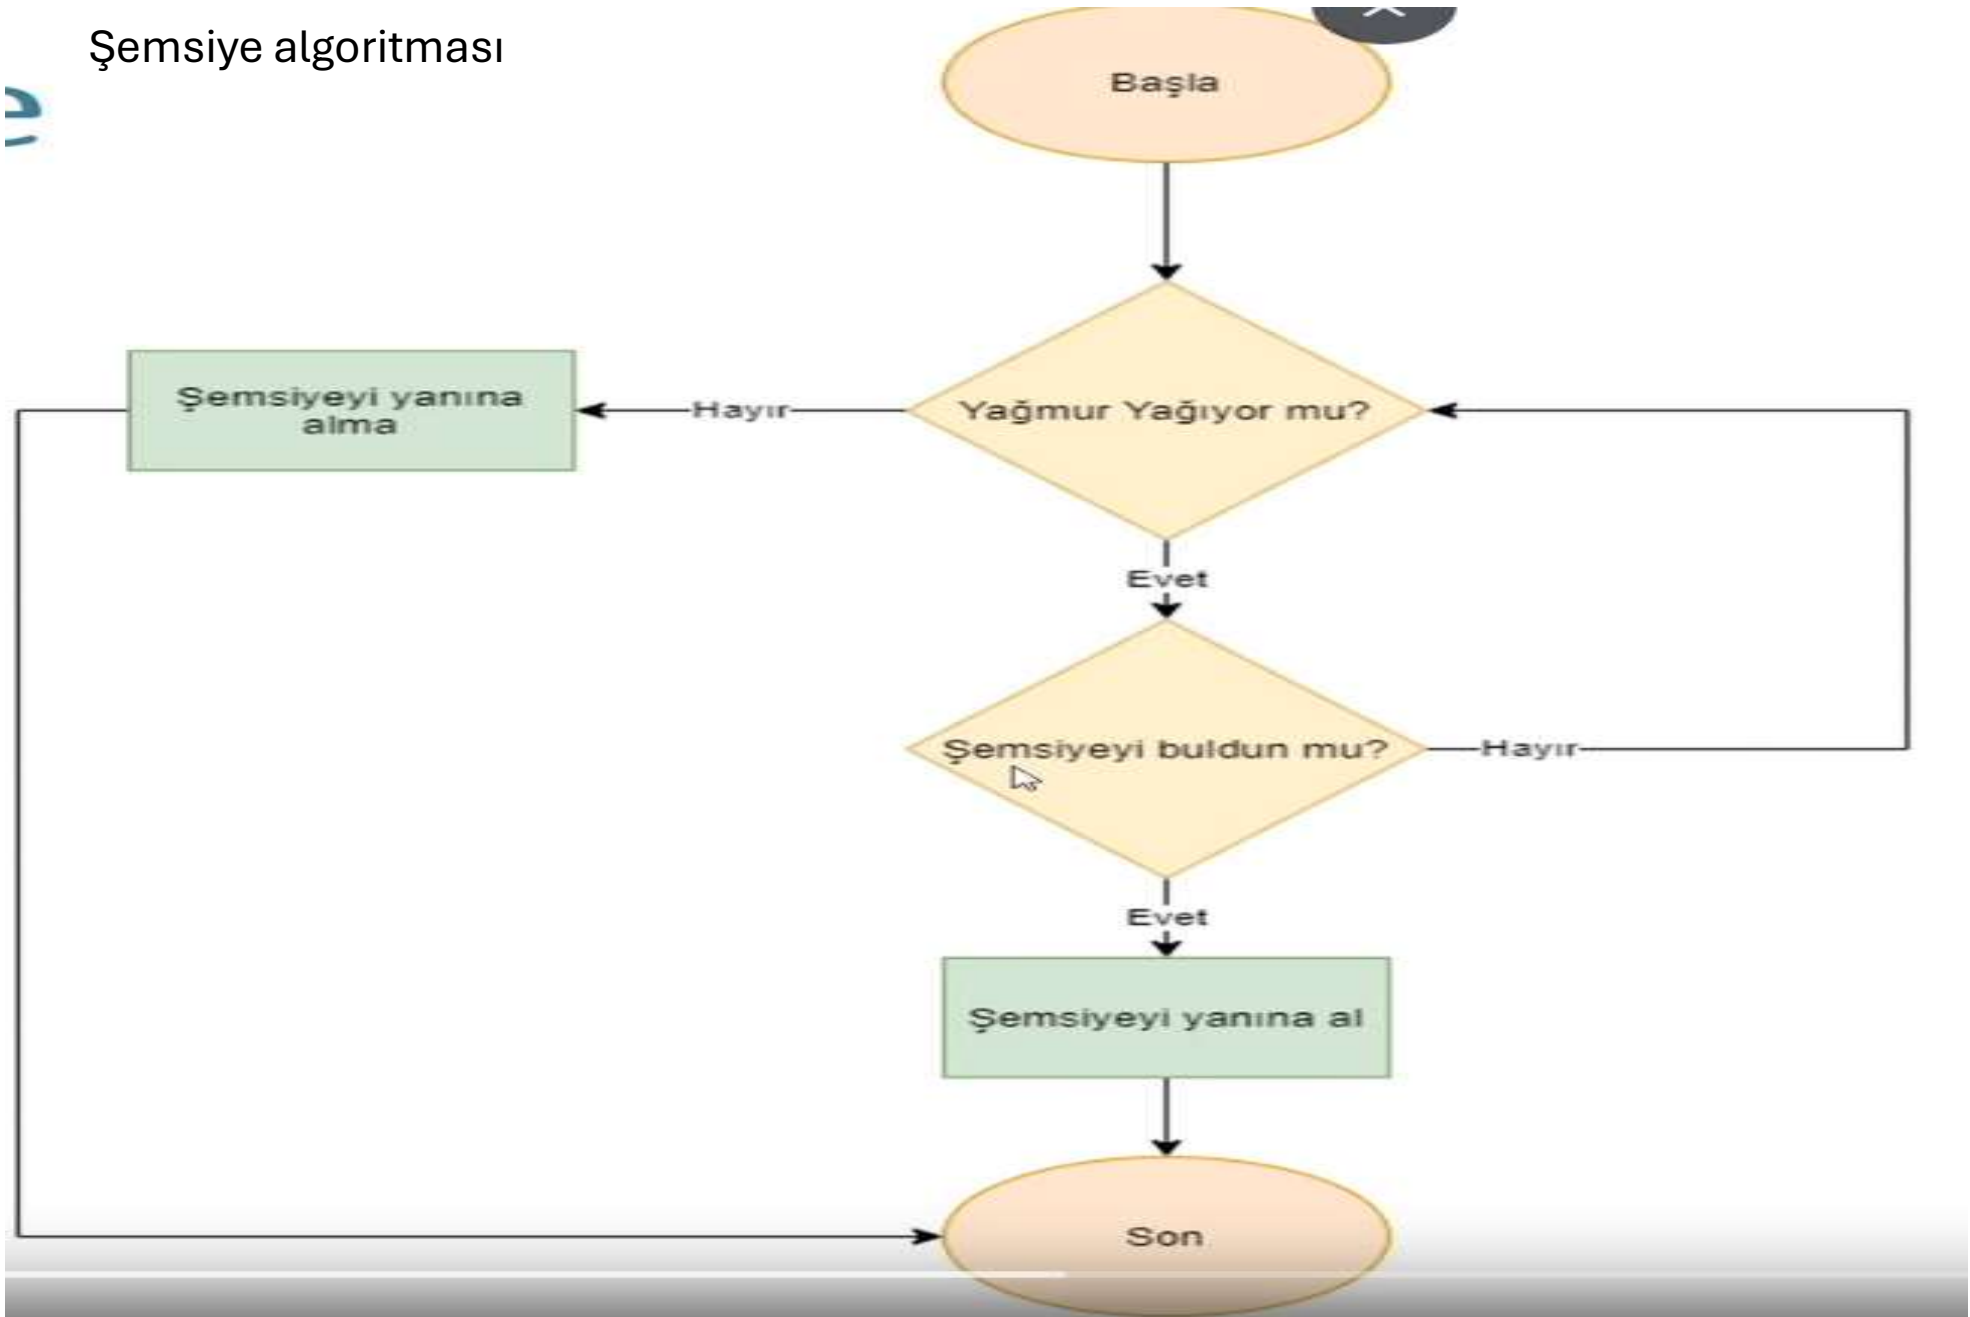 Şemsiye algoritması
e
Başla
Yağmur Yağıyor mu?
Hayır
Şemsiyeyi yanına
alma
Evet
Şemsiyeyi buldun mu?
Hayır
Evet
Şemsiyeyi yanına al
Son